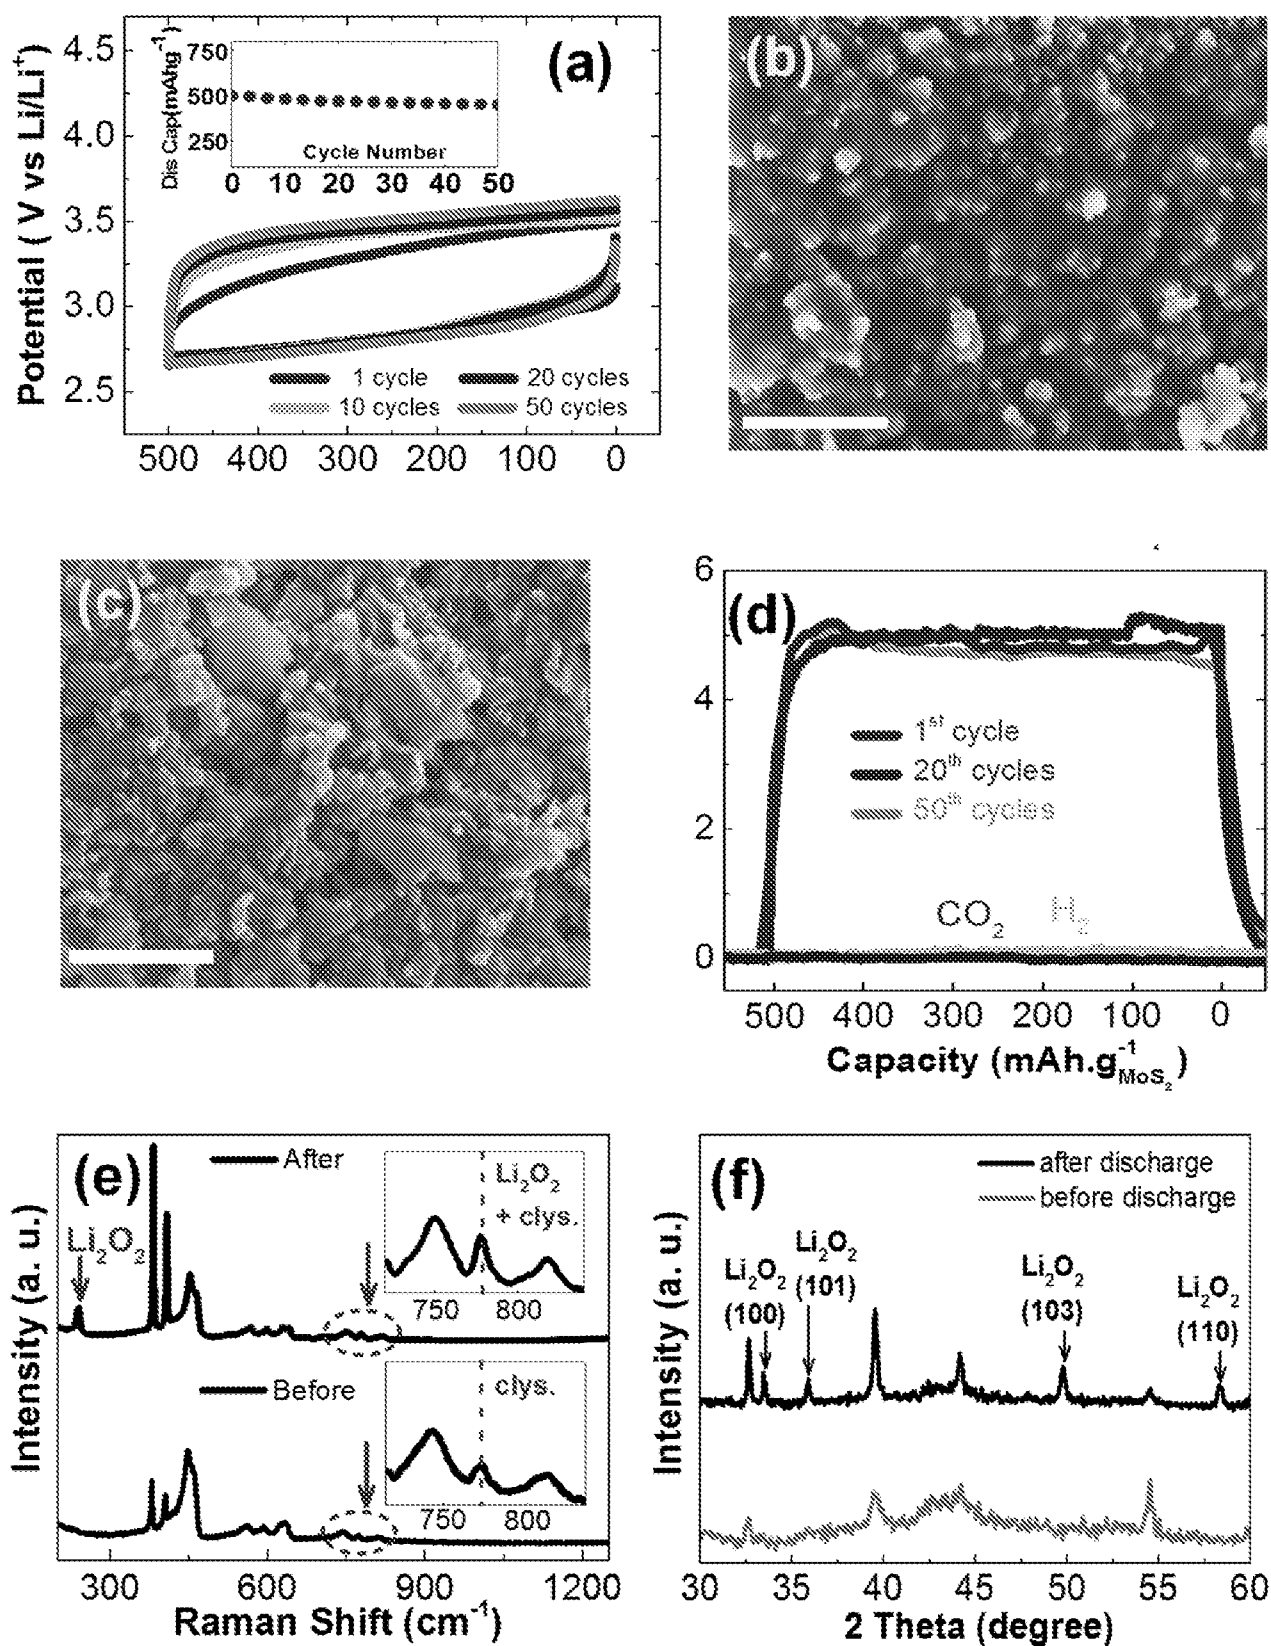 (a)
Potential ( V vs Li/Li⁺)
4.5
4.0
3.5
3.0
2.5
Dis Cap(mAhg⁻¹)
750
500
250
Cycle Number
0 10 20 30 40 50
1 cycle 20 cycles
10 cycles 50 cycles
500 400 300 200 100 0
(b)
(c)
(d)
6
4
2
0
1ˢᵗ cycle
20ᵗʰ cycles
50ᵗʰ cycles
CO₂ H₂
500 400 300 200 100 0
Capacity (mAh.g⁻¹MoS₂)
(e)
Intensity (a. u.)
After
Li₂O₂
Li₂O₂
+ clys.
750 800
Before
clys.
750 800
300 600 900 1200
Raman Shift (cm⁻¹)
(f)
Intensity (a. u.)
after discharge
before discharge
Li₂O₂
(100)
Li₂O₂
(101)
Li₂O₂
(103)
Li₂O₂
(110)
30 35 40 45 50 55 60
2 Theta (degree)